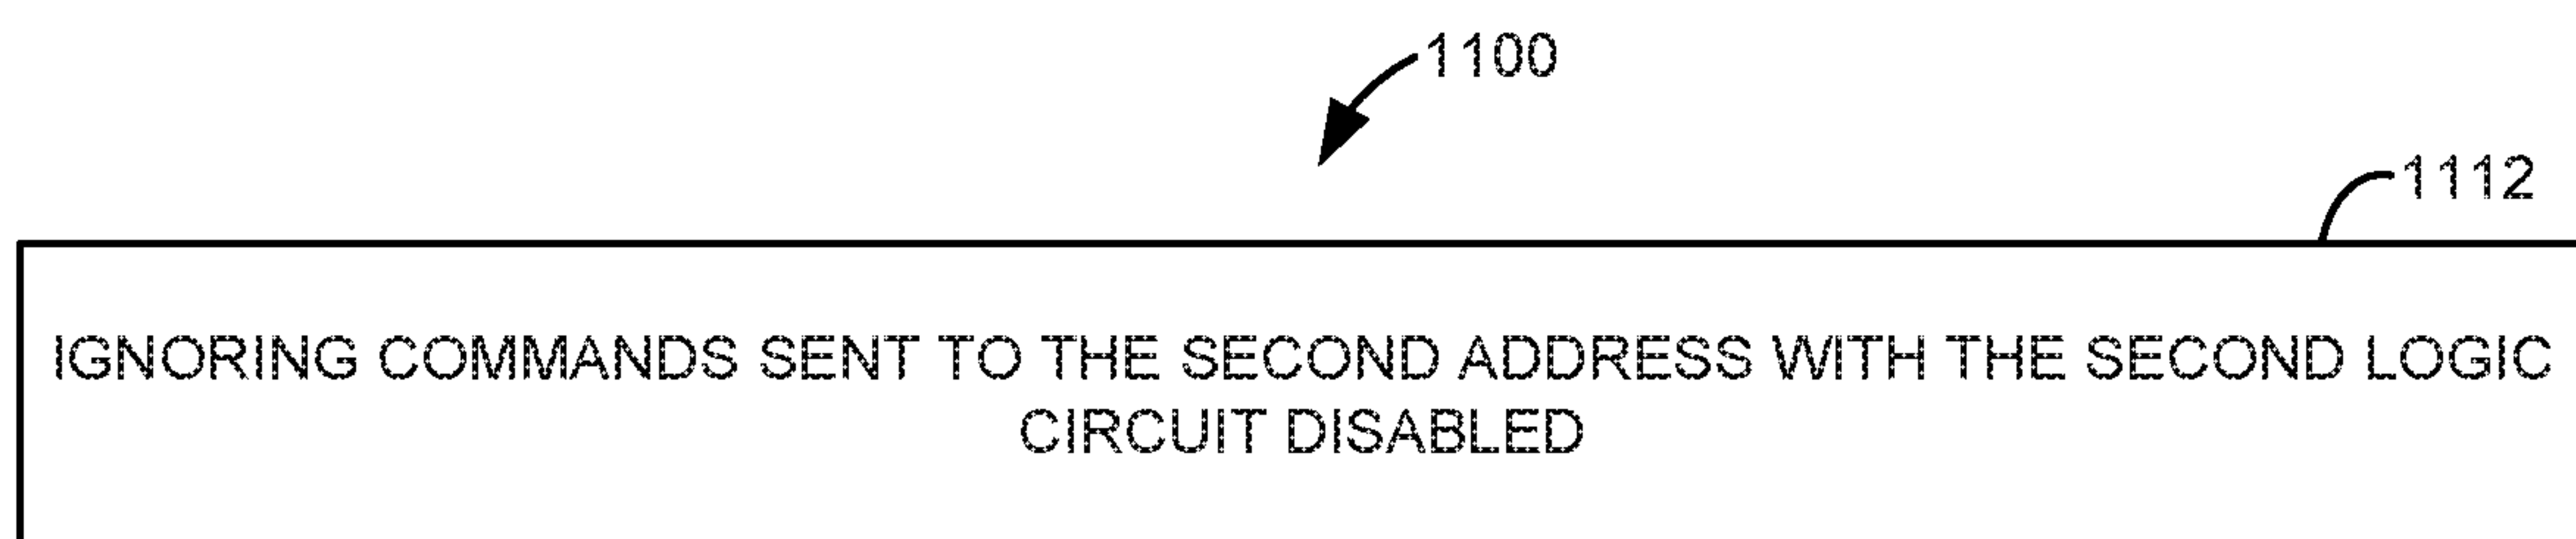 1100
1112
IGNORING COMMANDS SENT TO THE SECOND ADDRESS WITH THE SECOND LOGIC
CIRCUIT DISABLED